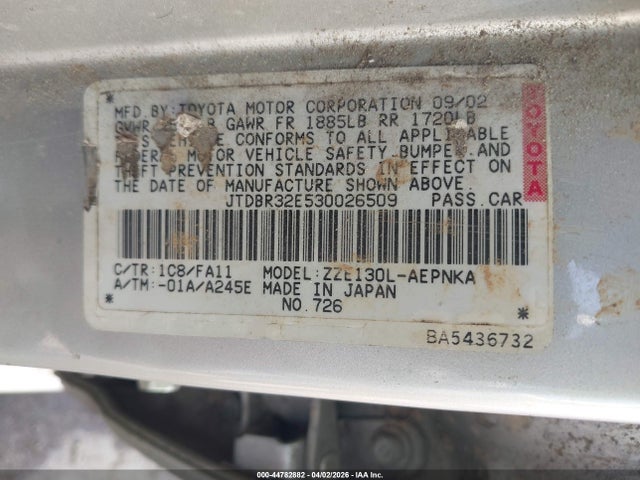 MFD. BY: TOYOTA MOTOR CORPORATION 09/02
GVWR GAWR FR 1885LB RR 1720LB
VEHICLE CONFORMS TO ALL APPLICABLE
MOTOR VEHICLE SAFETY, BUMPER, AND
THEFT PREVENTION STANDARDS IN EFFECT ON
THE DATE OF MANUFACTURE SHOWN ABOVE.
JTDBR32E530026509 PASS. CAR
C/TR: 1C8/FA11 MODEL: ZZE130L-AEPNKA
A/TM: -01A/A245E MADE IN JAPAN
NO. 726
TOYOTA
BA5436732
000-44782882 - 04/02/2026 - IAA Inc.